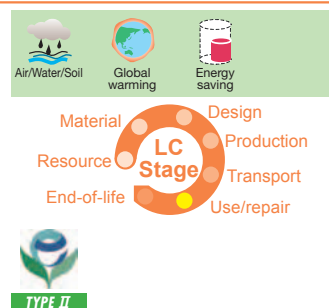 Air/Water/Soil
Global
warming
Energy
saving
Material
Design
Resource
LC
Stage
Production
Transport
End-of-life
Use/repair
TYPE II